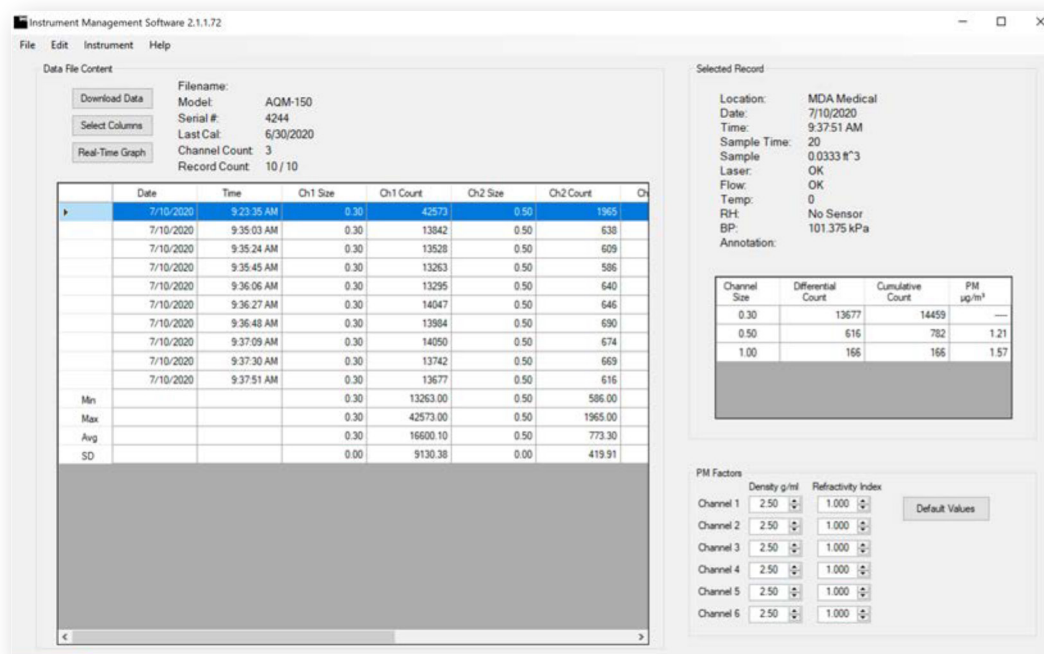 Instrument Management Software 2.1.1.72
File Edit Instrument Help
Data File Content
Download Data
Select Columns
Real-Time Graph
Filename:
Model: AQM-150
Serial #: 4244
Last Cal: 6/30/2020
Channel Count: 3
Record Count: 10 / 10
Date Time Ch1 Size Ch1 Count Ch2 Size Ch2 Count Ch
7/10/2020 9:23:35 AM 0.30 42573 0.50 1965
7/10/2020 9:35:03 AM 0.30 13842 0.50 638
7/10/2020 9:35:24 AM 0.30 13528 0.50 609
7/10/2020 9:35:45 AM 0.30 13263 0.50 586
7/10/2020 9:36:06 AM 0.30 13295 0.50 640
7/10/2020 9:36:27 AM 0.30 14047 0.50 646
7/10/2020 9:36:48 AM 0.30 13984 0.50 690
7/10/2020 9:37:09 AM 0.30 14050 0.50 674
7/10/2020 9:37:30 AM 0.30 13742 0.50 669
7/10/2020 9:37:51 AM 0.30 13677 0.50 616
Min 0.30 13263.00 0.50 586.00
Max 0.30 42573.00 0.50 1965.00
Avg 0.30 16600.10 0.50 773.30
SD 0.00 9130.38 0.00 419.91
Selected Record
Location: MDA Medical
Date: 7/10/2020
Time: 9:37:51 AM
Sample Time: 20
Sample 0.0333 ft^3
Laser: OK
Flow: OK
Temp: 0
RH: No Sensor
BP: 101.375 kPa
Annotation:
Channel Size Differential Count Cumulative Count PM µg/m³
0.30 13677 14459 ----
0.50 616 782 1.21
1.00 166 166 1.57
PM Factors
Density g/ml Refractivity Index
Channel 1 2.50 1.000
Default Values
Channel 2 2.50 1.000
Channel 3 2.50 1.000
Channel 4 2.50 1.000
Channel 5 2.50 1.000
Channel 6 2.50 1.000